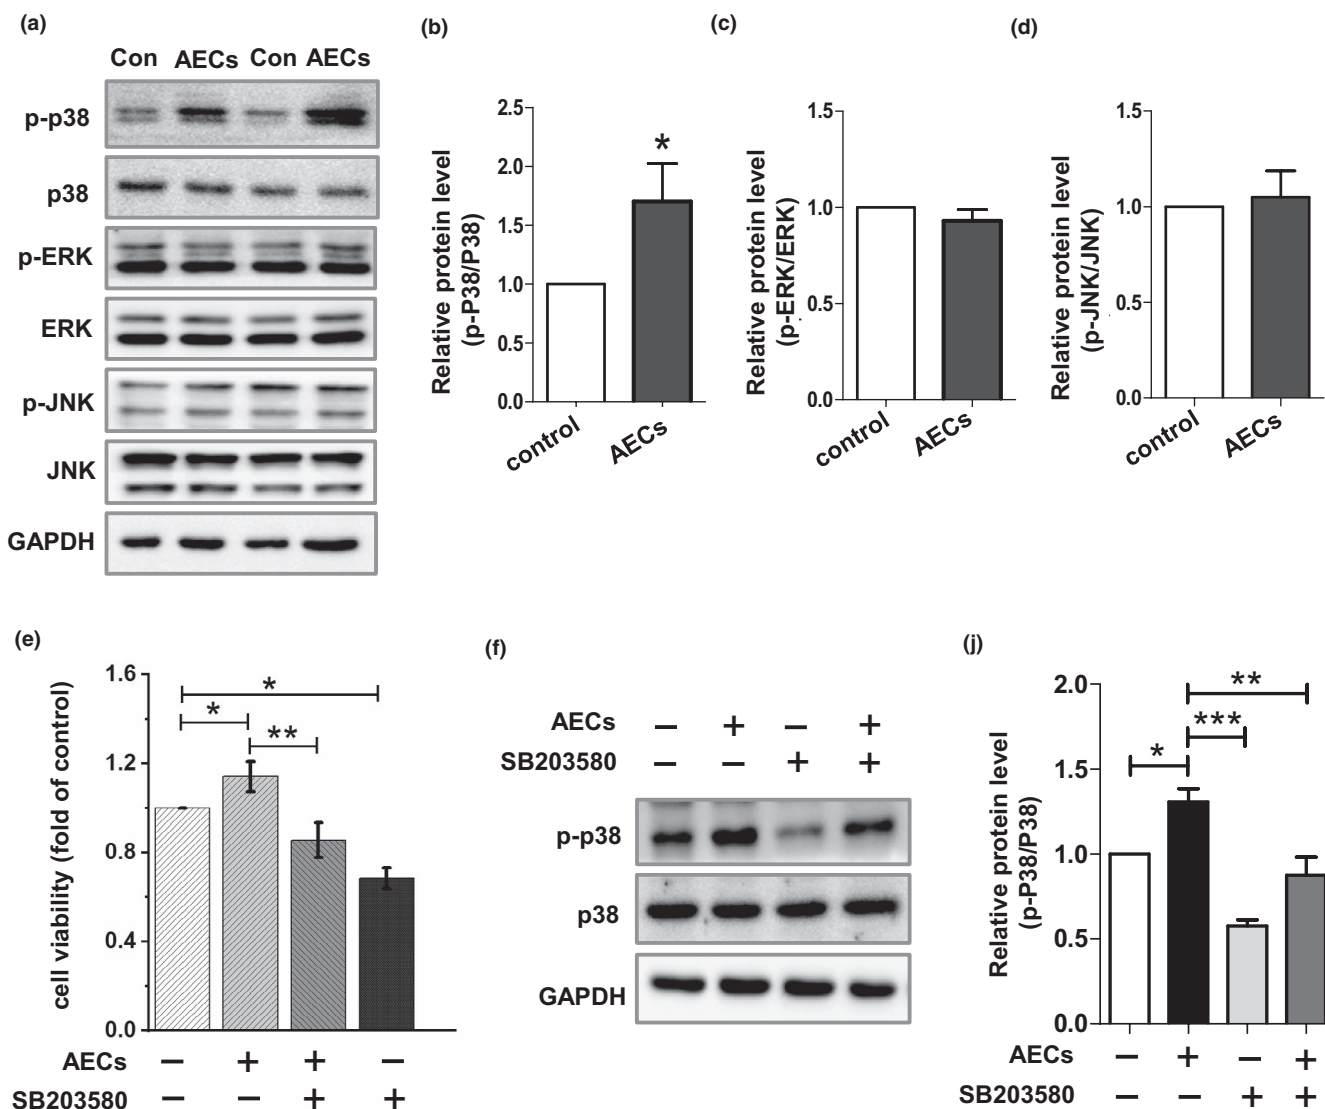 (a)
Con AECs Con AECs
p-p38
p38
p-ERK
ERK
p-JNK
JNK
GAPDH
(b)
Relative protein level
(p-P38/P38)
2.5
2.0
1.5
1.0
0.5
0.0
*
control
AECs
(c)
Relative protein level
(p-ERK/ERK)
1.5
1.0
0.5
0.0
control
AECs
(d)
Relative protein level
(p-JNK/JNK)
1.5
1.0
0.5
0.0
control
AECs
(e)
cell viability (fold of control)
1.6
1.2
0.8
0.4
0.0
*
*
**
AECs − + + −
SB203580 − − + +
(f)
AECs − + − +
SB203580 − − + +
p-p38
p38
GAPDH
(j)
Relative protein level
(p-P38/P38)
2.0
1.5
1.0
0.5
0.0
**
***
*
AECs − + − +
SB203580 − − + +